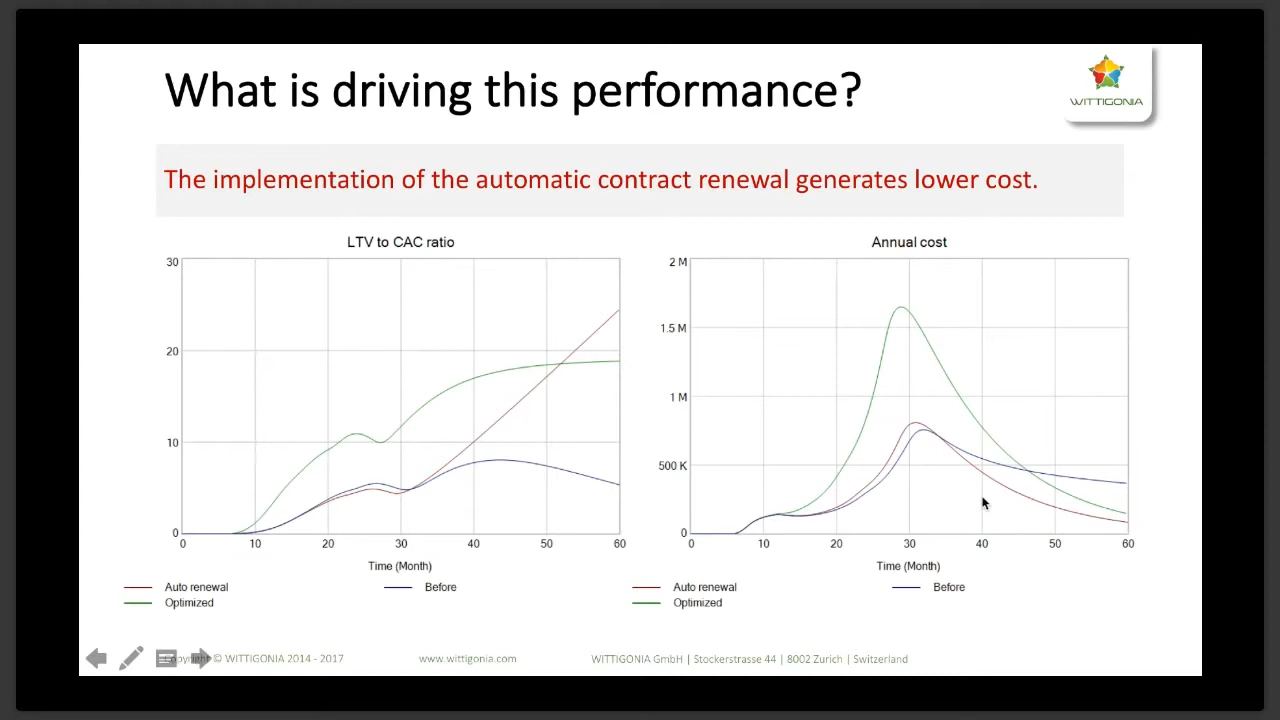 What is driving this performance?
WITTIGONIA
The implementation of the automatic contract renewal generates lower cost.
LTV to CAC ratio
30
20
10
0
0 10 20 30 40 50 60
Time (Month)
Auto renewal
Before
Optimized
Annual cost
2 M
1.5 M
1 M
500 K
0
0 10 20 30 40 50 60
Time (Month)
Auto renewal
Before
Optimized
Copyright © WITTIGONIA 2014 - 2017
www.wittigonia.com
WITTIGONIA GmbH | Stockerstrasse 44 | 8002 Zurich | Switzerland